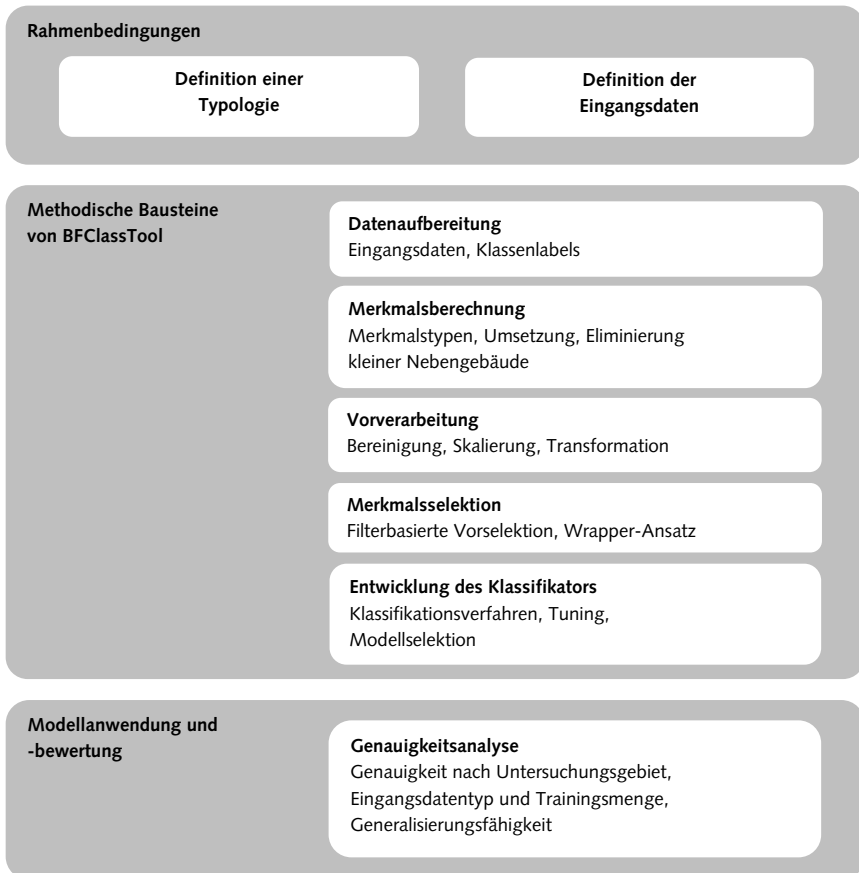 Rahmenbedingungen
Definition einer
Typologie
Definition der
Eingangsdaten
Methodische Bausteine
von BFClassTool
Datenaufbereitung
Eingangsdaten, Klassenlabels
Merkmalsberechnung
Merkmalstypen, Umsetzung, Eliminierung
kleiner Nebengebäude
Vorverarbeitung
Bereinigung, Skalierung, Transformation
Merkmalsselektion
Filterbasierte Vorselektion, Wrapper-Ansatz
Entwicklung des Klassifikators
Klassifikationsverfahren, Tuning,
Modellselektion
Modellanwendung und
-bewertung
Genauigkeitsanalyse
Genauigkeit nach Untersuchungsgebiet,
Eingangsdatentyp und Trainingsmenge,
Generalisierungsfähigkeit